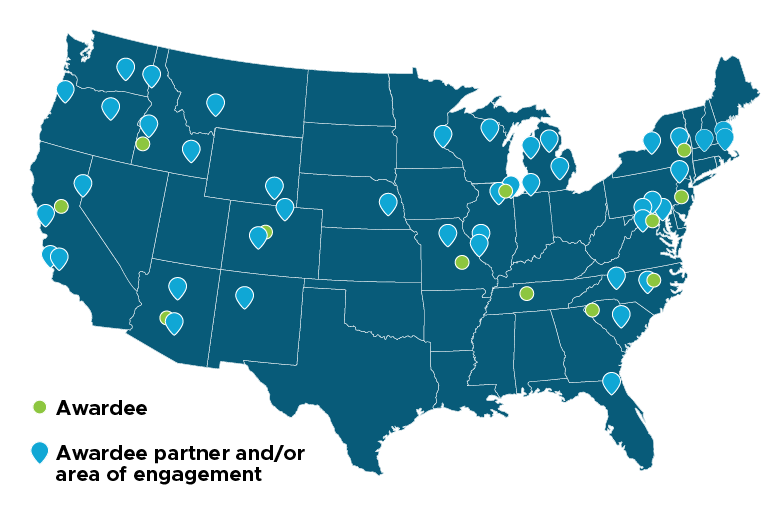 Awardee
Awardee partner and/or
area of engagement